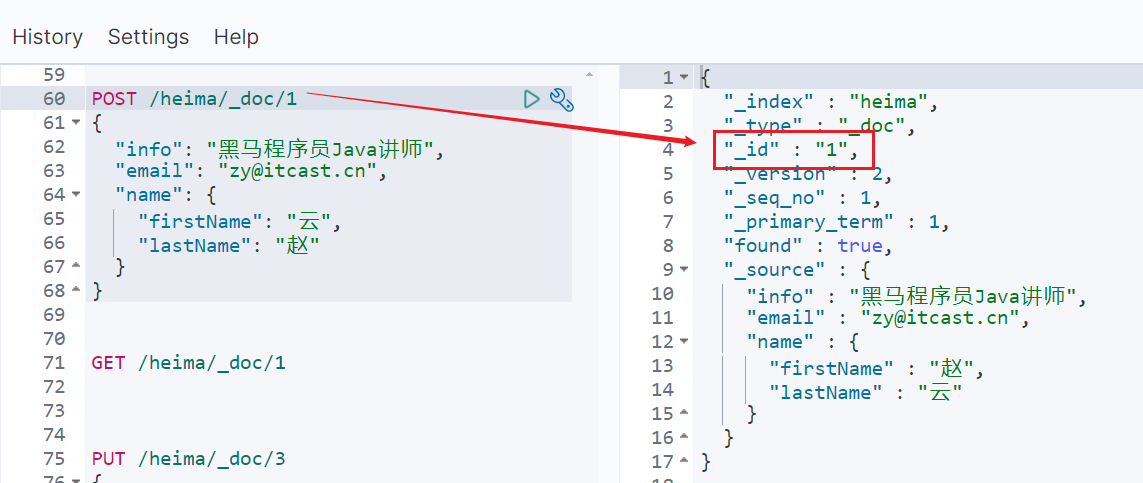 History Settings Help
59
60 POST /heima/_doc/1
61 {
62 "info": "黑马程序员Java讲师",
63 "email": "zy@itcast.cn",
64 "name": {
65 "firstName": "云",
66 "lastName": "赵"
67 }
68 }
69
70
71 GET /heima/_doc/1
72
73
74
75 PUT /heima/_doc/3
76 {
1 {
2 "_index" : "heima",
3 "_type" : "_doc",
4 "_id" : "1",
5 "_version" : 2,
6 "_seq_no" : 1,
7 "_primary_term" : 1,
8 "found" : true,
9 "_source" : {
10 "info" : "黑马程序员Java讲师",
11 "email" : "zy@itcast.cn",
12 "name" : {
13 "firstName" : "赵",
14 "lastName" : "云"
15 }
16 }
17 }
18